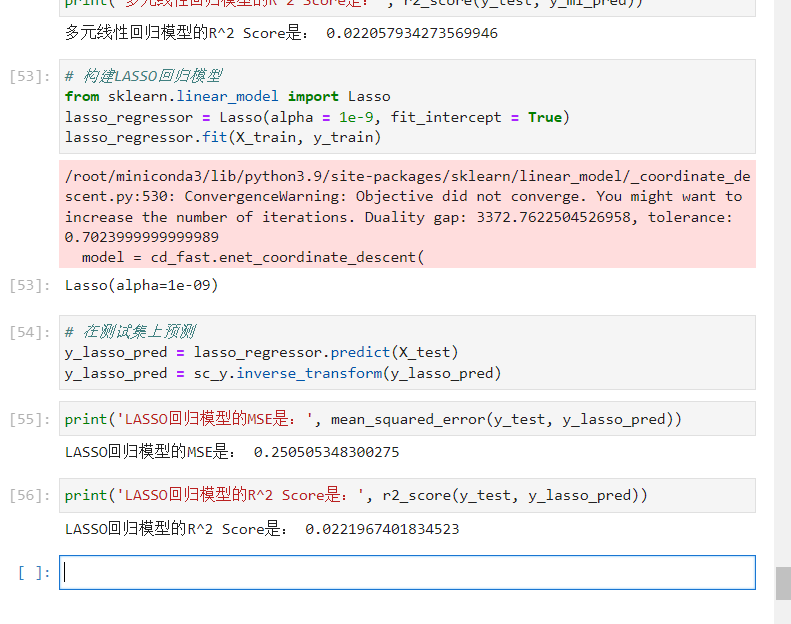 print('多元线性回归模型的R^2 Score是：', r2_score(y_test, y_ml_pred))
多元线性回归模型的R^2 Score是： 0.022057934273569946
[53]: # 构建LASSO回归模型
from sklearn.linear_model import Lasso
lasso_regressor = Lasso(alpha = 1e-9, fit_intercept = True)
lasso_regressor.fit(X_train, y_train)
/root/miniconda3/lib/python3.9/site-packages/sklearn/linear_model/_coordinate_de
scent.py:530: ConvergenceWarning: Objective did not converge. You might want to
increase the number of iterations. Duality gap: 3372.7622504526958, tolerance:
0.7023999999999989
model = cd_fast.enet_coordinate_descent(
[53]: Lasso(alpha=1e-09)
[54]: # 在测试集上预测
y_lasso_pred = lasso_regressor.predict(X_test)
y_lasso_pred = sc_y.inverse_transform(y_lasso_pred)
[55]: print('LASSO回归模型的MSE是：', mean_squared_error(y_test, y_lasso_pred))
LASSO回归模型的MSE是： 0.250505348300275
[56]: print('LASSO回归模型的R^2 Score是：', r2_score(y_test, y_lasso_pred))
LASSO回归模型的R^2 Score是： 0.0221967401834523
[ ]: